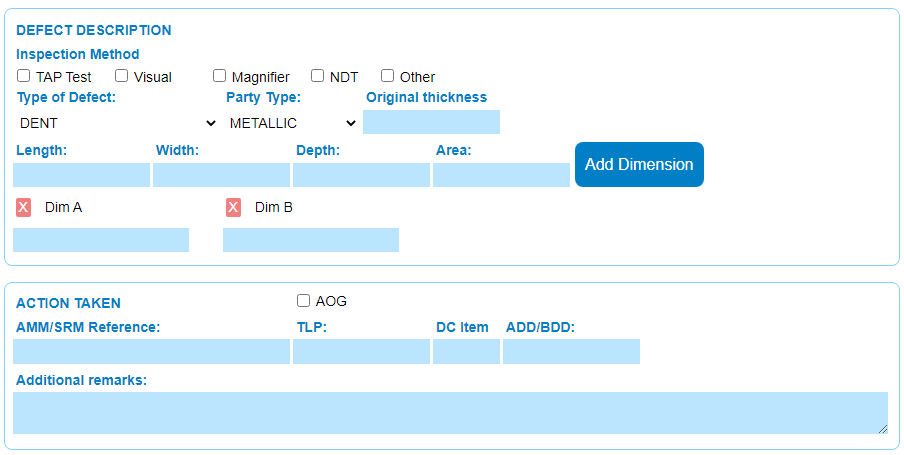 DEFECT DESCRIPTION
Inspection Method
TAP Test Visual Magnifier NDT Other
Type of Defect: Party Type: Original thickness
DENT METALLIC
Length: Width: Depth: Area: Add Dimension
X Dim A X Dim B
ACTION TAKEN AOG
AMM/SRM Reference: TLP: DC Item ADD/BDD:
Additional remarks: